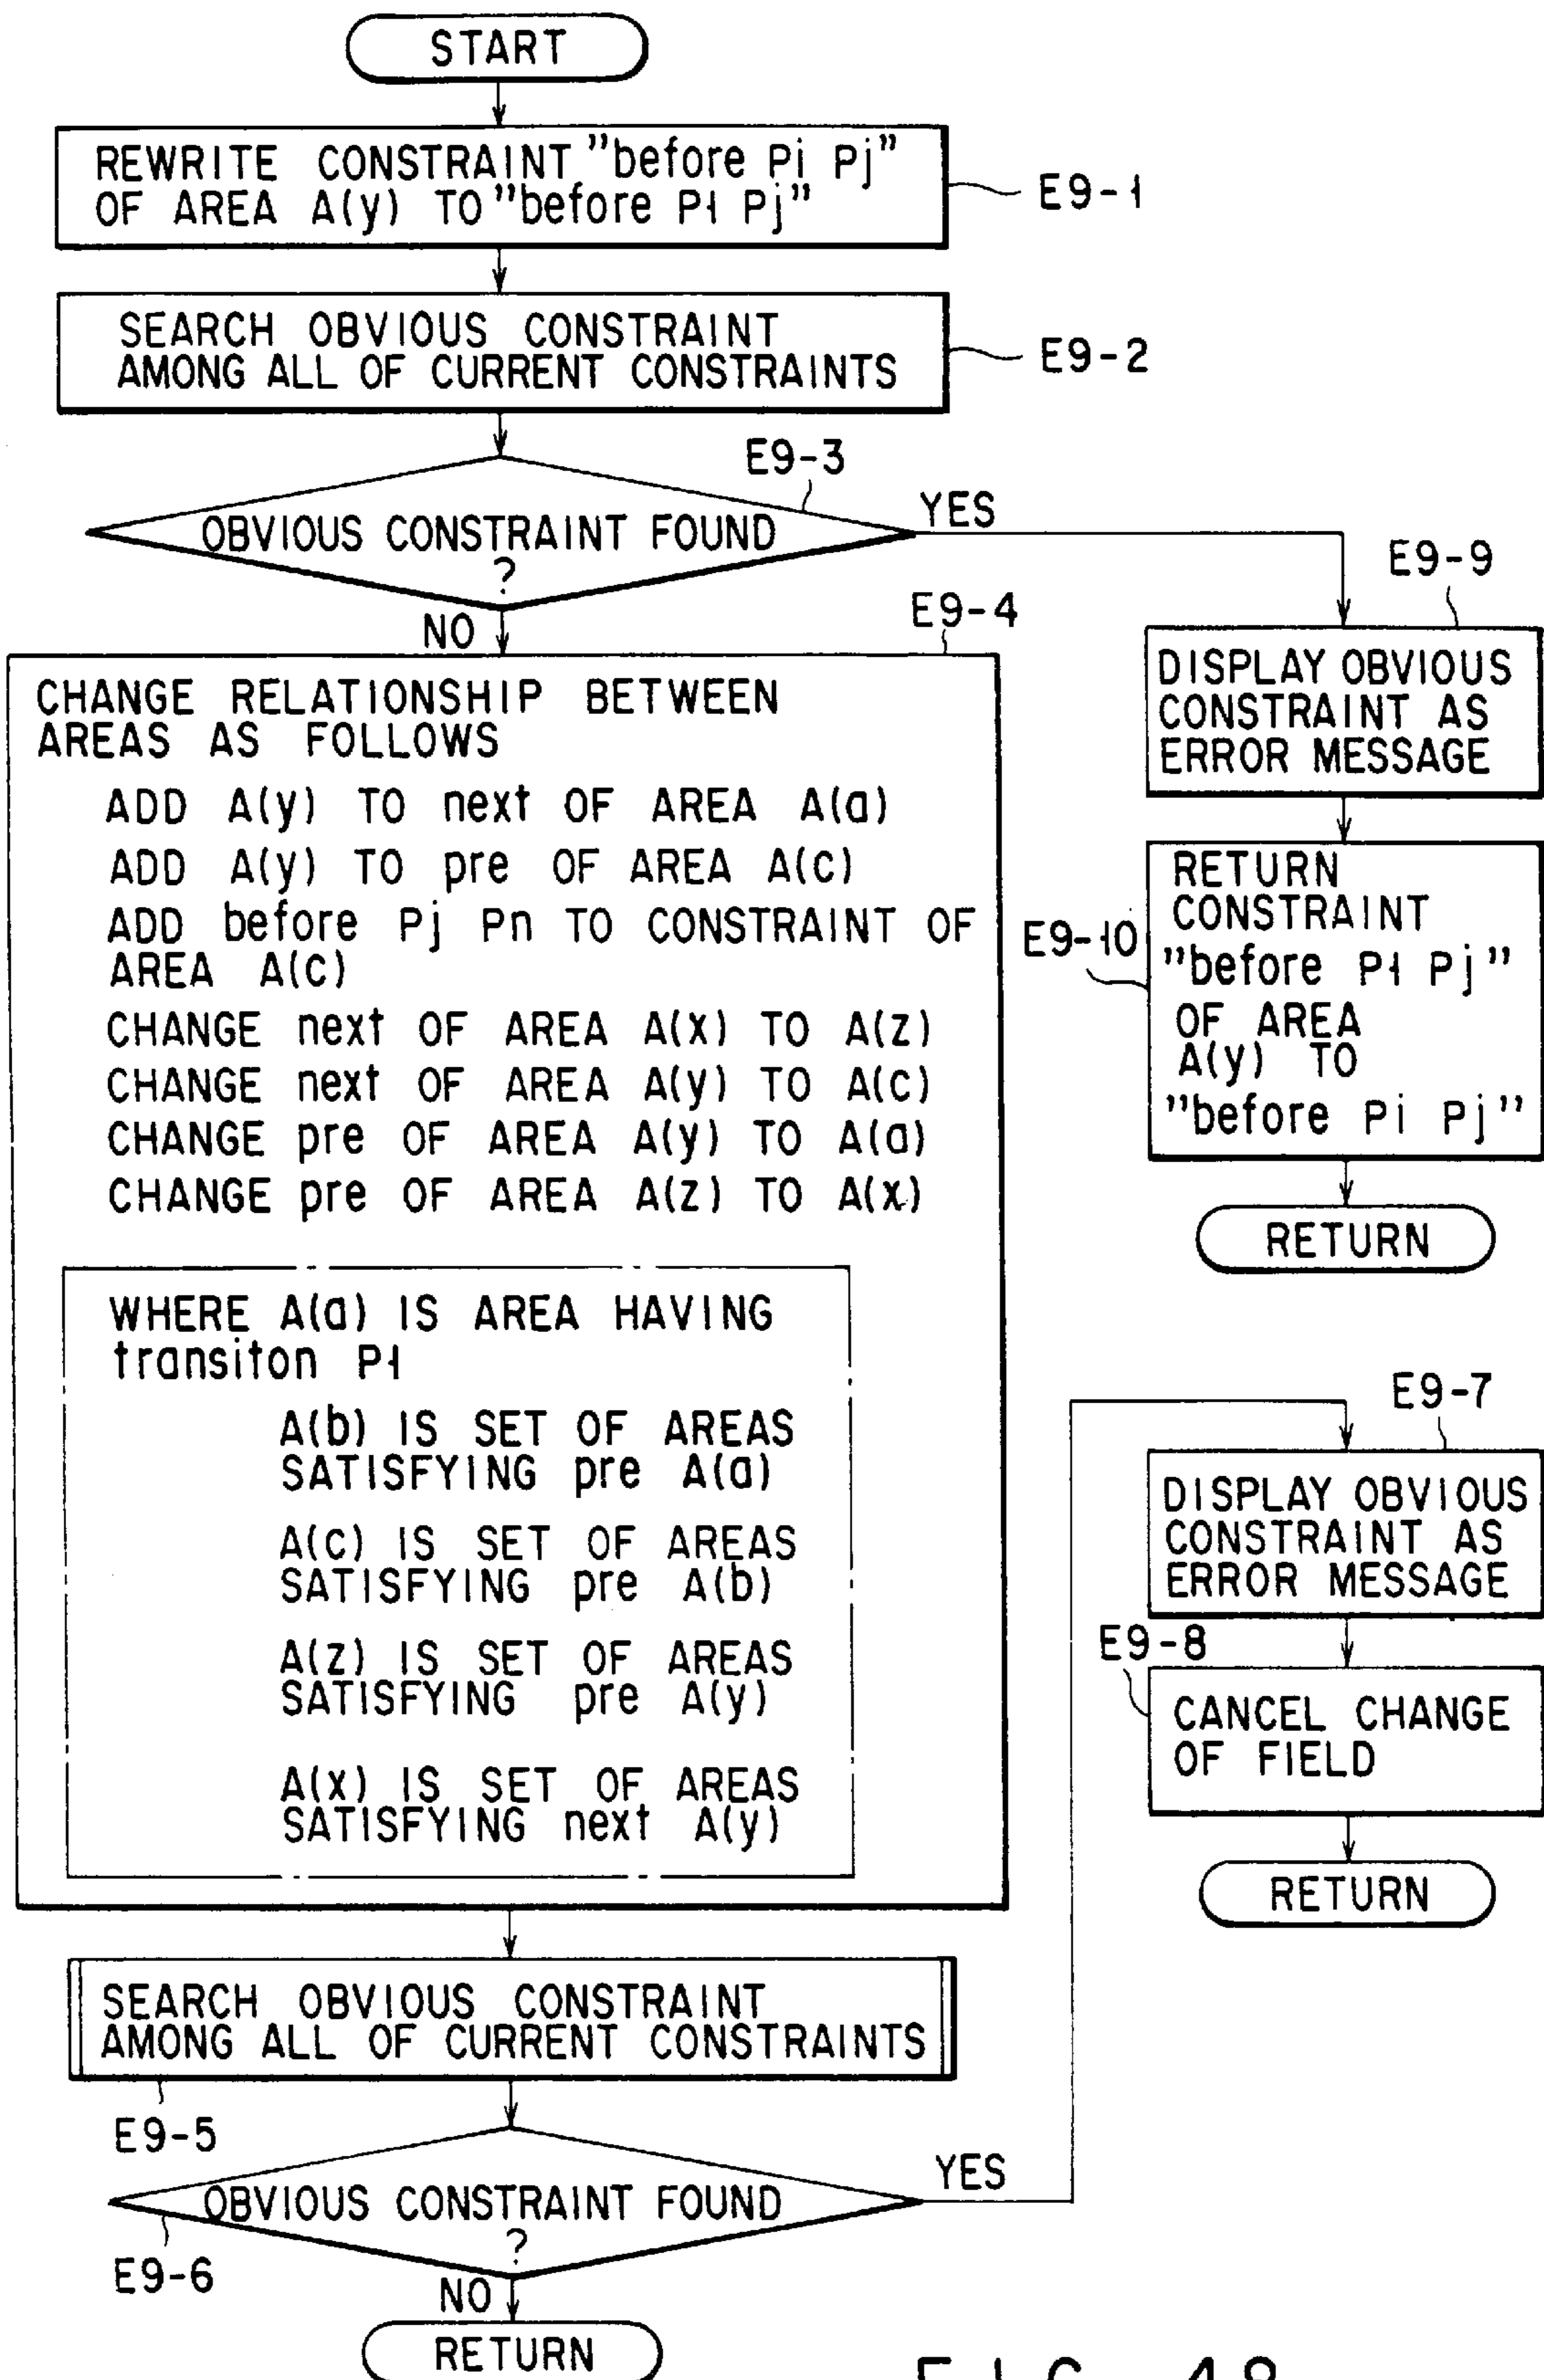 START
REWRITE CONSTRAINT "before Pi Pj"
OF AREA A(y) TO "before P1 Pj"
E9-1
SEARCH OBVIOUS CONSTRAINT
AMONG ALL OF CURRENT CONSTRAINTS
E9-2
E9-3
OBVIOUS CONSTRAINT FOUND
?
YES
NO
E9-4
CHANGE RELATIONSHIP BETWEEN
AREAS AS FOLLOWS
ADD A(y) TO next OF AREA A(a)
ADD A(y) TO pre OF AREA A(c)
ADD before Pj Pn TO CONSTRAINT OF
AREA A(c)
CHANGE next OF AREA A(x) TO A(z)
CHANGE next OF AREA A(y) TO A(c)
CHANGE pre OF AREA A(y) TO A(a)
CHANGE pre OF AREA A(z) TO A(x)
WHERE A(a) IS AREA HAVING
transiton P1
A(b) IS SET OF AREAS
SATISFYING pre A(a)
A(c) IS SET OF AREAS
SATISFYING pre A(b)
A(z) IS SET OF AREAS
SATISFYING pre A(y)
A(x) IS SET OF AREAS
SATISFYING next A(y)
SEARCH OBVIOUS CONSTRAINT
AMONG ALL OF CURRENT CONSTRAINTS
E9-5
OBVIOUS CONSTRAINT FOUND
?
E9-6
YES
NO
RETURN
E9-9
DISPLAY OBVIOUS
CONSTRAINT AS
ERROR MESSAGE
E9-10
RETURN
CONSTRAINT
"before P1 Pj"
OF AREA
A(y) TO
"before Pi Pj"
RETURN
E9-7
DISPLAY OBVIOUS
CONSTRAINT AS
ERROR MESSAGE
E9-8
CANCEL CHANGE
OF FIELD
RETURN